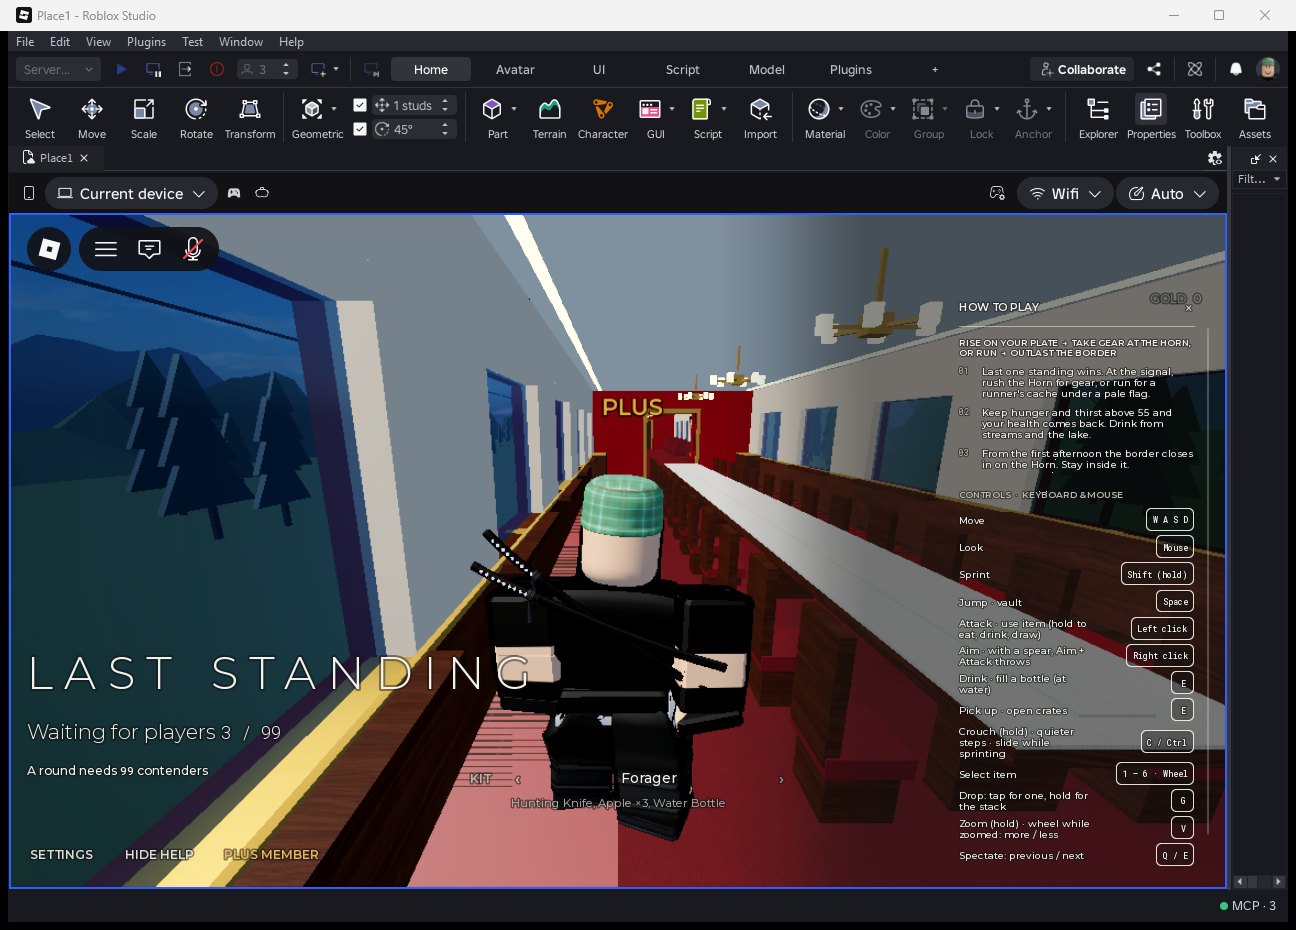 Place1 - Roblox Studio
File Edit View Plugins Test Window Help
Server... 3 Home Avatar UI Script Model Plugins + Collaborate
1 studs
45°
Select Move Scale Rotate Transform Geometric Part Terrain Character GUI Script Import Material Color Group Lock Anchor Explorer Properties Toolbox Assets
Place1
Filt...
Current device Wifi Auto
GOLD 0
HOW TO PLAY ×
RISE ON YOUR PLATE → TAKE GEAR AT THE HORN,
OR RUN → OUTLAST THE BORDER
01 Last one standing wins. At the signal,
rush the Horn for gear, or run for a
runner's cache under a pale flag.
02 Keep hunger and thirst above 55 and
your health comes back. Drink from
streams and the lake.
03 From the first afternoon the border closes
in on the Horn. Stay inside it.
PLUS
CONTROLS · KEYBOARD & MOUSE
Move W A S D
Look Mouse
Sprint Shift (hold)
Jump · vault Space
Attack · use item (hold to
eat, drink, draw) Left click
Aim · with a spear, Aim +
Attack throws Right click
Drink · fill a bottle (at
water) E
Pick up · open crates E
Crouch (hold) · quieter
steps · slide while
sprinting C / Ctrl
Select item 1 – 6 · Wheel
Drop: tap for one, hold for
the stack G
Zoom (hold) · wheel while
zoomed: more / less V
Spectate: previous / next Q / E
LAST STANDING
Waiting for players 3 / 99
A round needs 99 contenders
KIT ‹ Forager ›
Hunting Knife, Apple ×3, Water Bottle
SETTINGS HIDE HELP PLUS MEMBER
MCP · 3